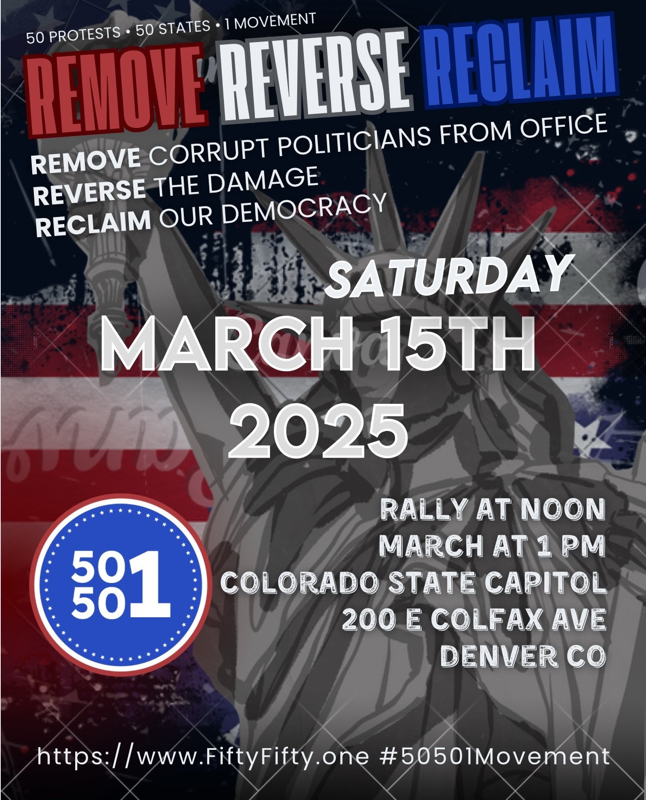 50 PROTESTS • 50 STATES • 1 MOVEMENT
REMOVE REVERSE RECLAIM
REMOVE CORRUPT POLITICIANS FROM OFFICE
REVERSE THE DAMAGE
RECLAIM OUR DEMOCRACY
SATURDAY
MARCH 15TH
2025
RALLY AT NOON
MARCH AT 1 PM
COLORADO STATE CAPITOL
200 E COLFAX AVE
DENVER CO
50
501
https://www.FiftyFifty.one #50501Movement